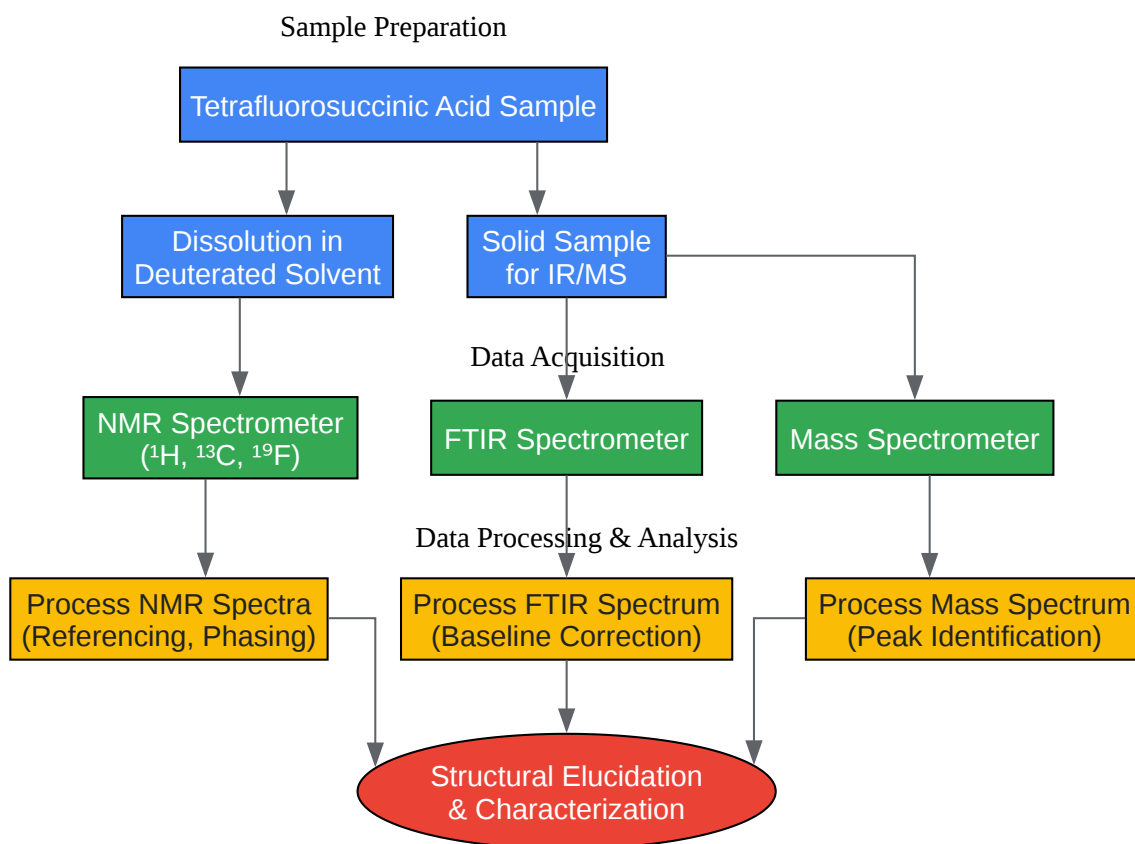 Sample Preparation
Tetrafluorosuccinic Acid Sample
Dissolution in
Deuterated Solvent
Solid Sample
for IR/MS
Data Acquisition
NMR Spectrometer
(¹H, ¹³C, ¹⁹F)
FTIR Spectrometer
Mass Spectrometer
Data Processing & Analysis
Process NMR Spectra
(Referencing, Phasing)
Process FTIR Spectrum
(Baseline Correction)
Process Mass Spectrum
(Peak Identification)
Structural Elucidation
& Characterization